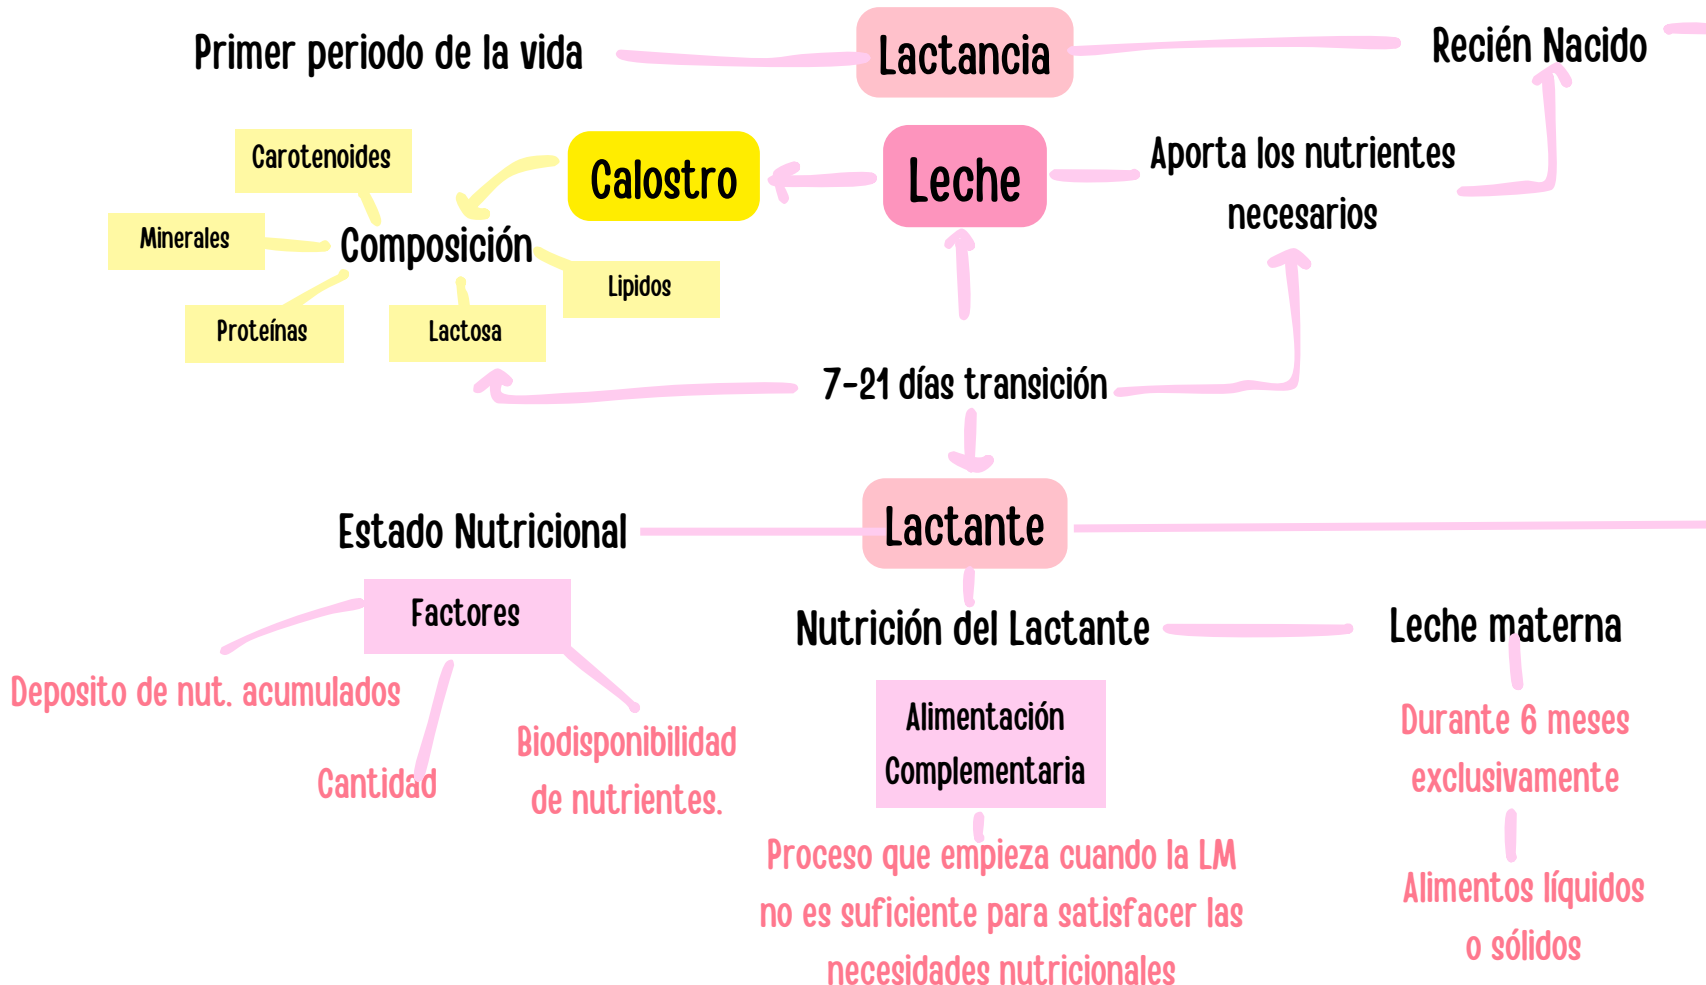 Primer periodo de la vida
Lactancia
Recién Nacido
Carotenoides
Calostro
Leche
Aporta los nutrientes
necesarios
Minerales
Composición
Lipidos
Proteínas
Lactosa
7-21 días transición
Estado Nutricional
Lactante
Factores
Nutrición del Lactante
Leche materna
Deposito de nut. acumulados
Cantidad
Biodisponibilidad
de nutrientes.
Alimentación
Complementaria
Durante 6 meses
exclusivamente
Proceso que empieza cuando la LM
no es suficiente para satisfacer las
necesidades nutricionales
Alimentos líquidos
o sólidos